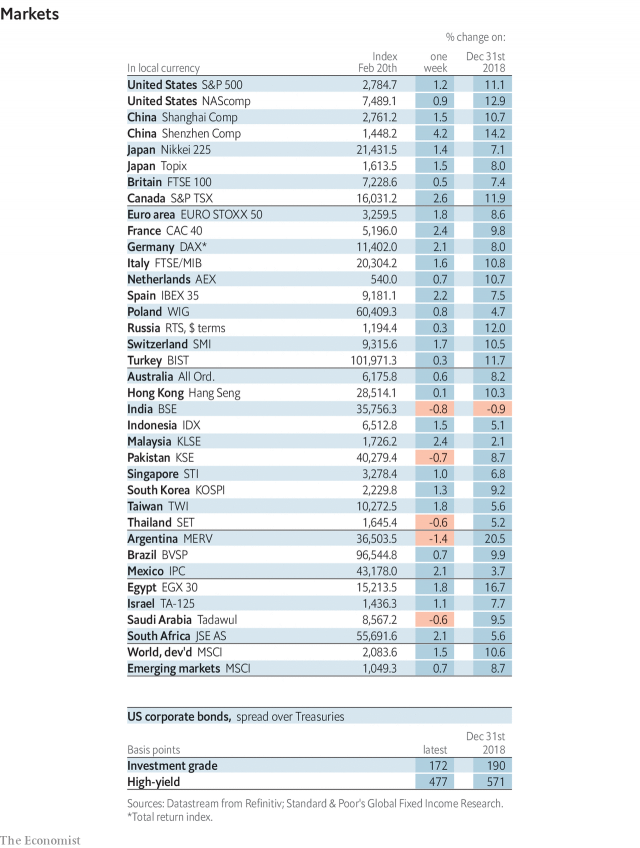 Markets
% change on:
Index one Dec 31st
In local currency Feb 20th week 2018
United States S&P 500 2,784.7 1.2 11.1
United States NAScomp 7,489.1 0.9 12.9
China Shanghai Comp 2,761.2 1.5 10.7
China Shenzhen Comp 1,448.2 4.2 14.2
Japan Nikkei 225 21,431.5 1.4 7.1
Japan Topix 1,613.5 1.5 8.0
Britain FTSE 100 7,228.6 0.5 7.4
Canada S&P TSX 16,031.2 2.6 11.9
Euro area EURO STOXX 50 3,259.5 1.8 8.6
France CAC 40 5,196.0 2.4 9.8
Germany DAX* 11,402.0 2.1 8.0
Italy FTSE/MIB 20,304.2 1.6 10.8
Netherlands AEX 540.0 0.7 10.7
Spain IBEX 35 9,181.1 2.2 7.5
Poland WIG 60,409.3 0.8 4.7
Russia RTS, $ terms 1,194.4 0.3 12.0
Switzerland SMI 9,315.6 1.7 10.5
Turkey BIST 101,971.3 0.3 11.7
Australia All Ord. 6,175.8 0.6 8.2
Hong Kong Hang Seng 28,514.1 0.1 10.3
India BSE 35,756.3 -0.8 -0.9
Indonesia IDX 6,512.8 1.5 5.1
Malaysia KLSE 1,726.2 2.4 2.1
Pakistan KSE 40,279.4 -0.7 8.7
Singapore STI 3,278.4 1.0 6.8
South Korea KOSPI 2,229.8 1.3 9.2
Taiwan TWI 10,272.5 1.8 5.6
Thailand SET 1,645.4 -0.6 5.2
Argentina MERV 36,503.5 -1.4 20.5
Brazil BVSP 96,544.8 0.7 9.9
Mexico IPC 43,178.0 2.1 3.7
Egypt EGX 30 15,213.5 1.8 16.7
Israel TA-125 1,436.3 1.1 7.7
Saudi Arabia Tadawul 8,567.2 -0.6 9.5
South Africa JSE AS 55,691.6 2.1 5.6
World, dev'd MSCI 2,083.6 1.5 10.6
Emerging markets MSCI 1,049.3 0.7 8.7
US corporate bonds, spread over Treasuries
Dec 31st
Basis points latest 2018
Investment grade 172 190
High-yield 477 571
Sources: Datastream from Refinitiv; Standard & Poor's Global Fixed Income Research.
*Total return index.
The Economist